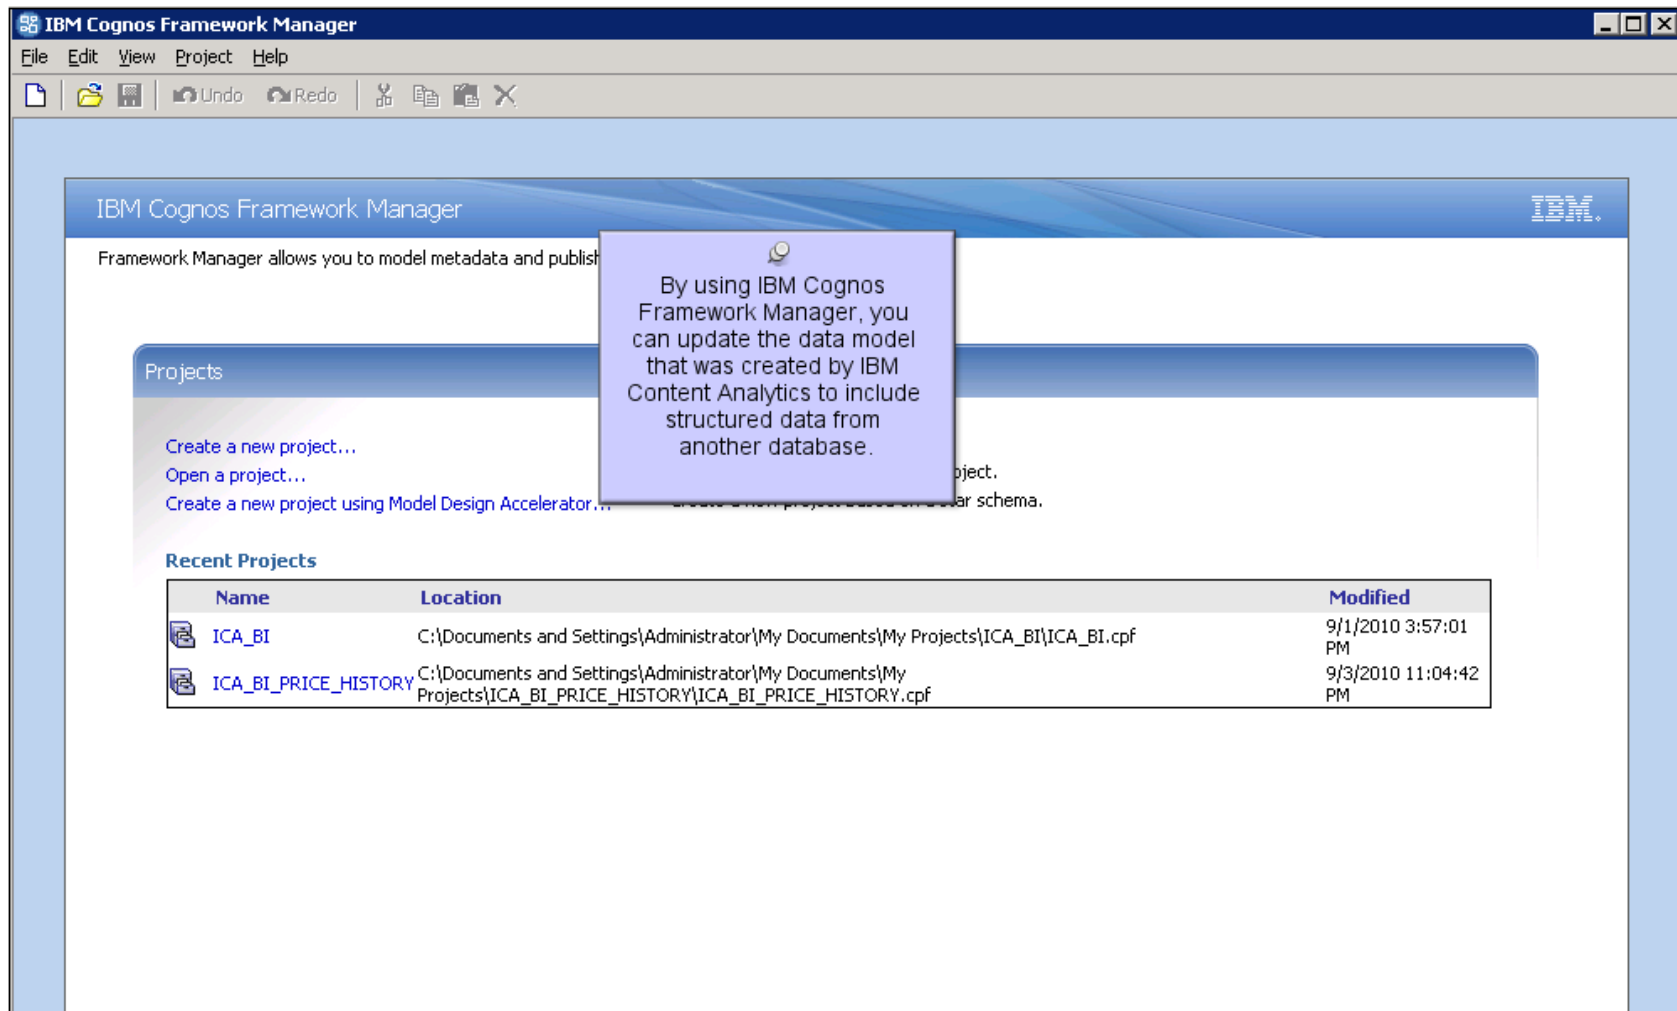 IBM Cognos Framework Manager
File Edit View Project Help
Undo Redo
IBM Cognos Framework Manager IBM.
Framework Manager allows you to model metadata and publish
By using IBM Cognos
Framework Manager, you
can update the data model
that was created by IBM
Content Analytics to include
structured data from
another database.
Projects
Create a new project...
Open a project...
Create a new project using Model Design Accelerator...
schema.
Recent Projects
Name Location Modified
ICA_BI C:\Documents and Settings\Administrator\My Documents\My Projects\ICA_BI\ICA_BI.cpf 9/1/2010 3:57:01
PM
ICA_BI_PRICE_HISTORY C:\Documents and Settings\Administrator\My Documents\My
Projects\ICA_BI_PRICE_HISTORY\ICA_BI_PRICE_HISTORY.cpf
9/3/2010 11:04:42
PM